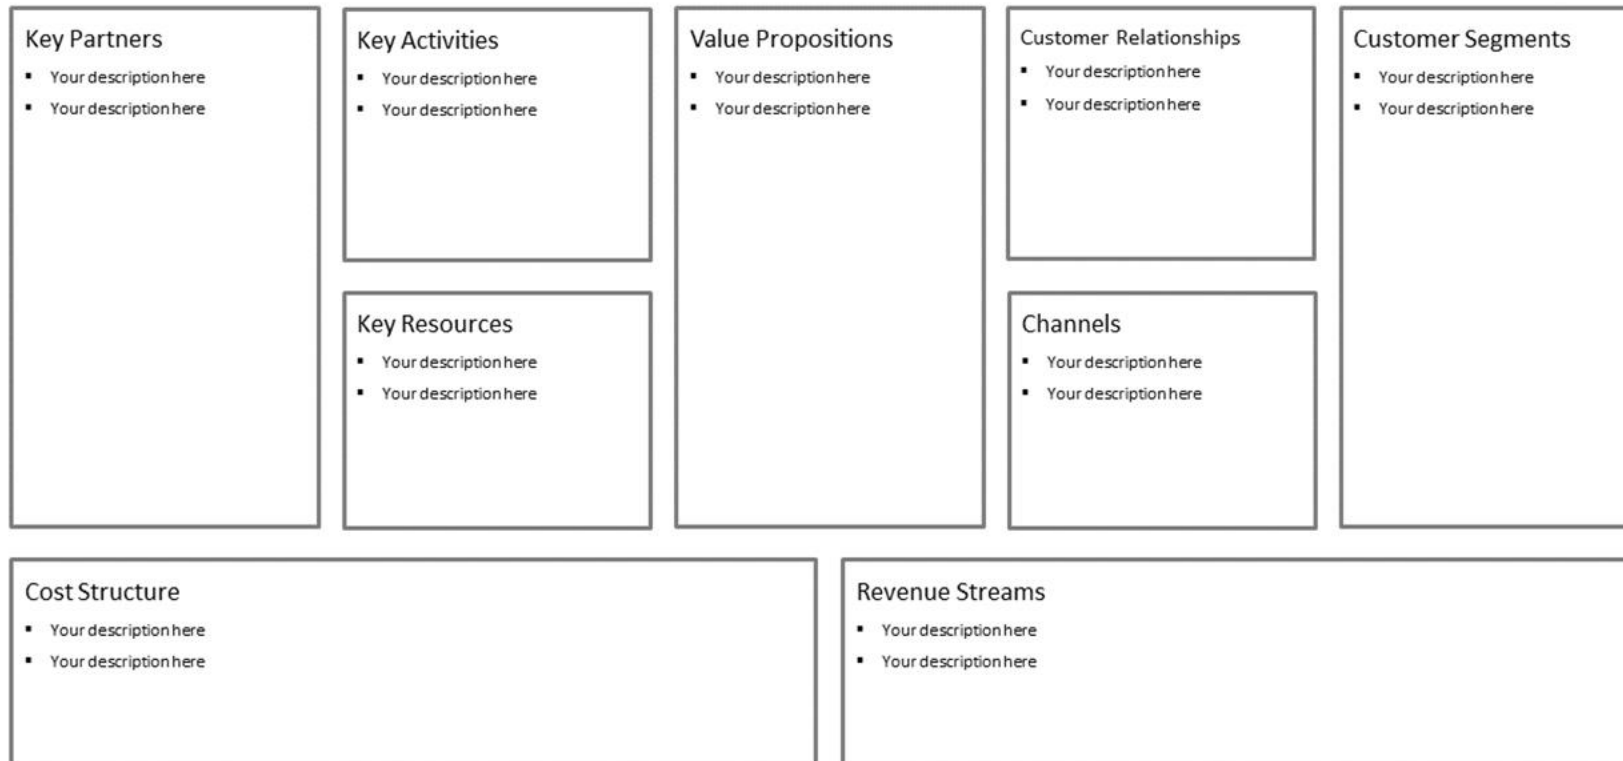 Key Partners
▪ Your description here
▪ Your description here
Key Activities
▪ Your description here
▪ Your description here
Key Resources
▪ Your description here
▪ Your description here
Value Propositions
▪ Your description here
▪ Your description here
Customer Relationships
▪ Your description here
▪ Your description here
Channels
▪ Your description here
▪ Your description here
Customer Segments
▪ Your description here
▪ Your description here
Cost Structure
▪ Your description here
▪ Your description here
Revenue Streams
▪ Your description here
▪ Your description here